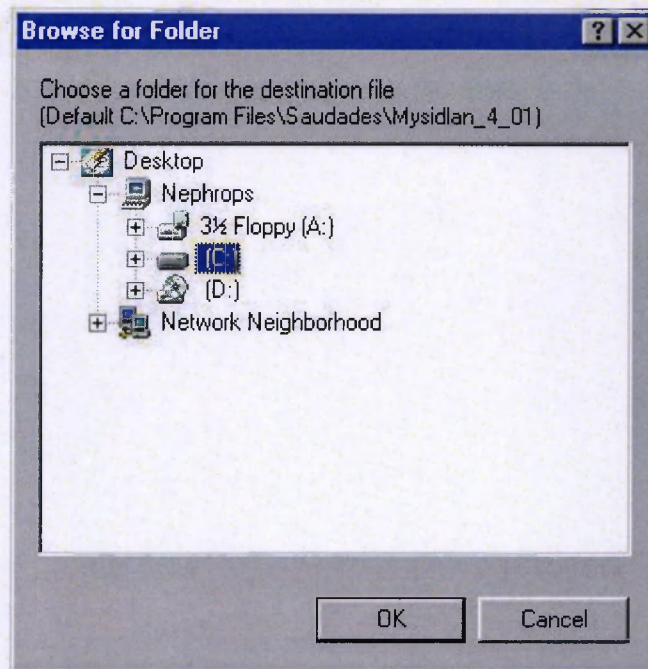 Browse for Folder
Choose a folder for the destination file
(Default C:\Program Files\Saudades\Mysidlan_4_01)
Desktop
Nephrops
3½ Floppy (A:)
(C:)
(D:)
Network Neighborhood
OK
Cancel